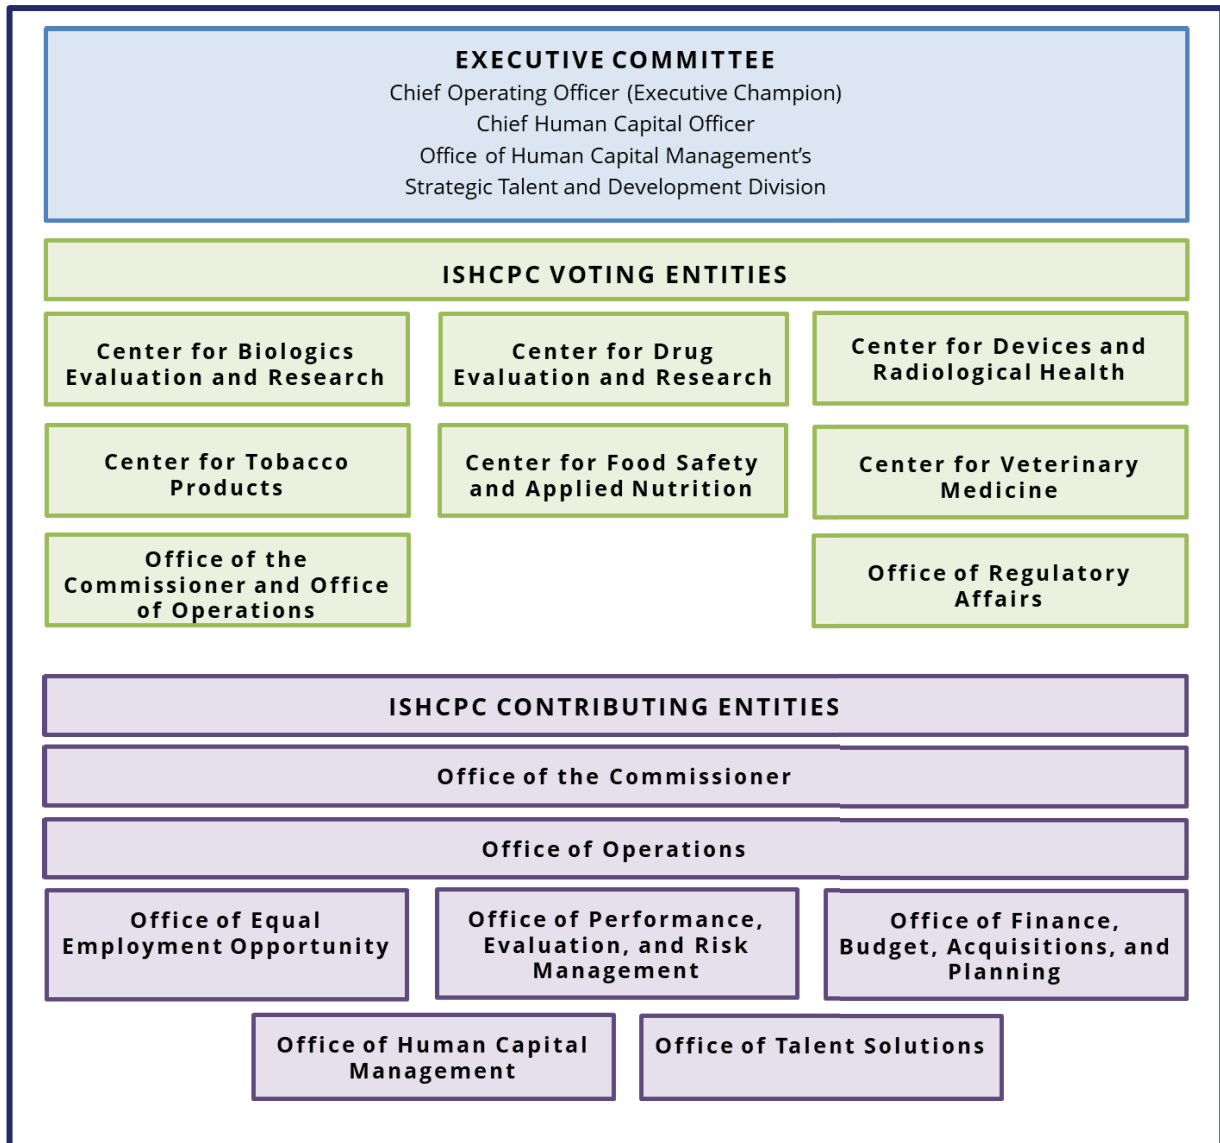 EXECUTIVE COMMITTEE
Chief Operating Officer (Executive Champion)
Chief Human Capital Officer
Office of Human Capital Management’s
Strategic Talent and Development Division
ISHCPC VOTING ENTITIES
Center for Biologics
Evaluation and Research
Center for Drug
Evaluation and Research
Center for Devices and
Radiological Health
Center for Tobacco
Products
Center for Food Safety
and Applied Nutrition
Center for Veterinary
Medicine
Office of the
Commissioner and Office
of Operations
Office of Regulatory
Affairs
ISHCPC CONTRIBUTING ENTITIES
Office of the Commissioner
Office of Operations
Office of Equal
Employment Opportunity
Office of Performance,
Evaluation, and Risk
Management
Office of Finance,
Budget, Acquisitions, and
Planning
Office of Human Capital
Management
Office of Talent Solutions